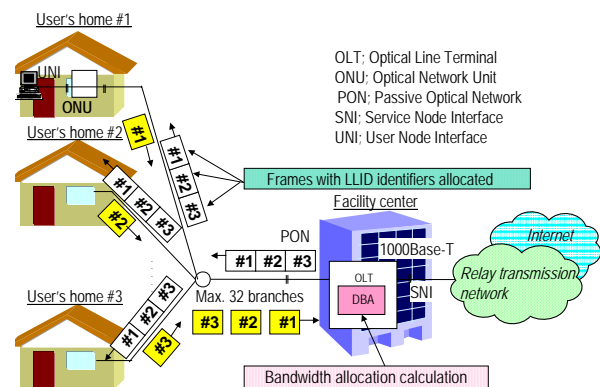 User's home #1
UNI
ONU
OLT; Optical Line Terminal
ONU; Optical Network Unit
PON; Passive Optical Network
SNI; Service Node Interface
UNI; User Node Interface
#1
#1 #2 #3
User's home #2
#1 #2 #3
#2
Frames with LLID identifiers allocated
Facility center
PON
#1 #2 #3
1000Base-T
OLT
DBA
SNI
Internet
Relay transmission
network
User's home #3
#1 #2 #3
#3
Max. 32 branches
#3 #2 #1
Bandwidth allocation calculation